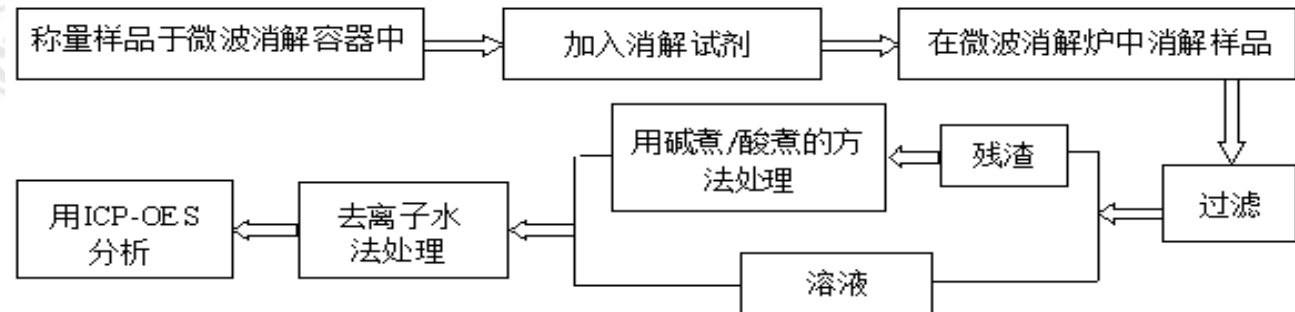 称量样品于微波消解容器中
加入消解试剂
在微波消解炉中消解样品
过滤
残渣
用碱煮/酸煮的方
法处理
溶液
去离子水
法处理
用ICP-OES
分析